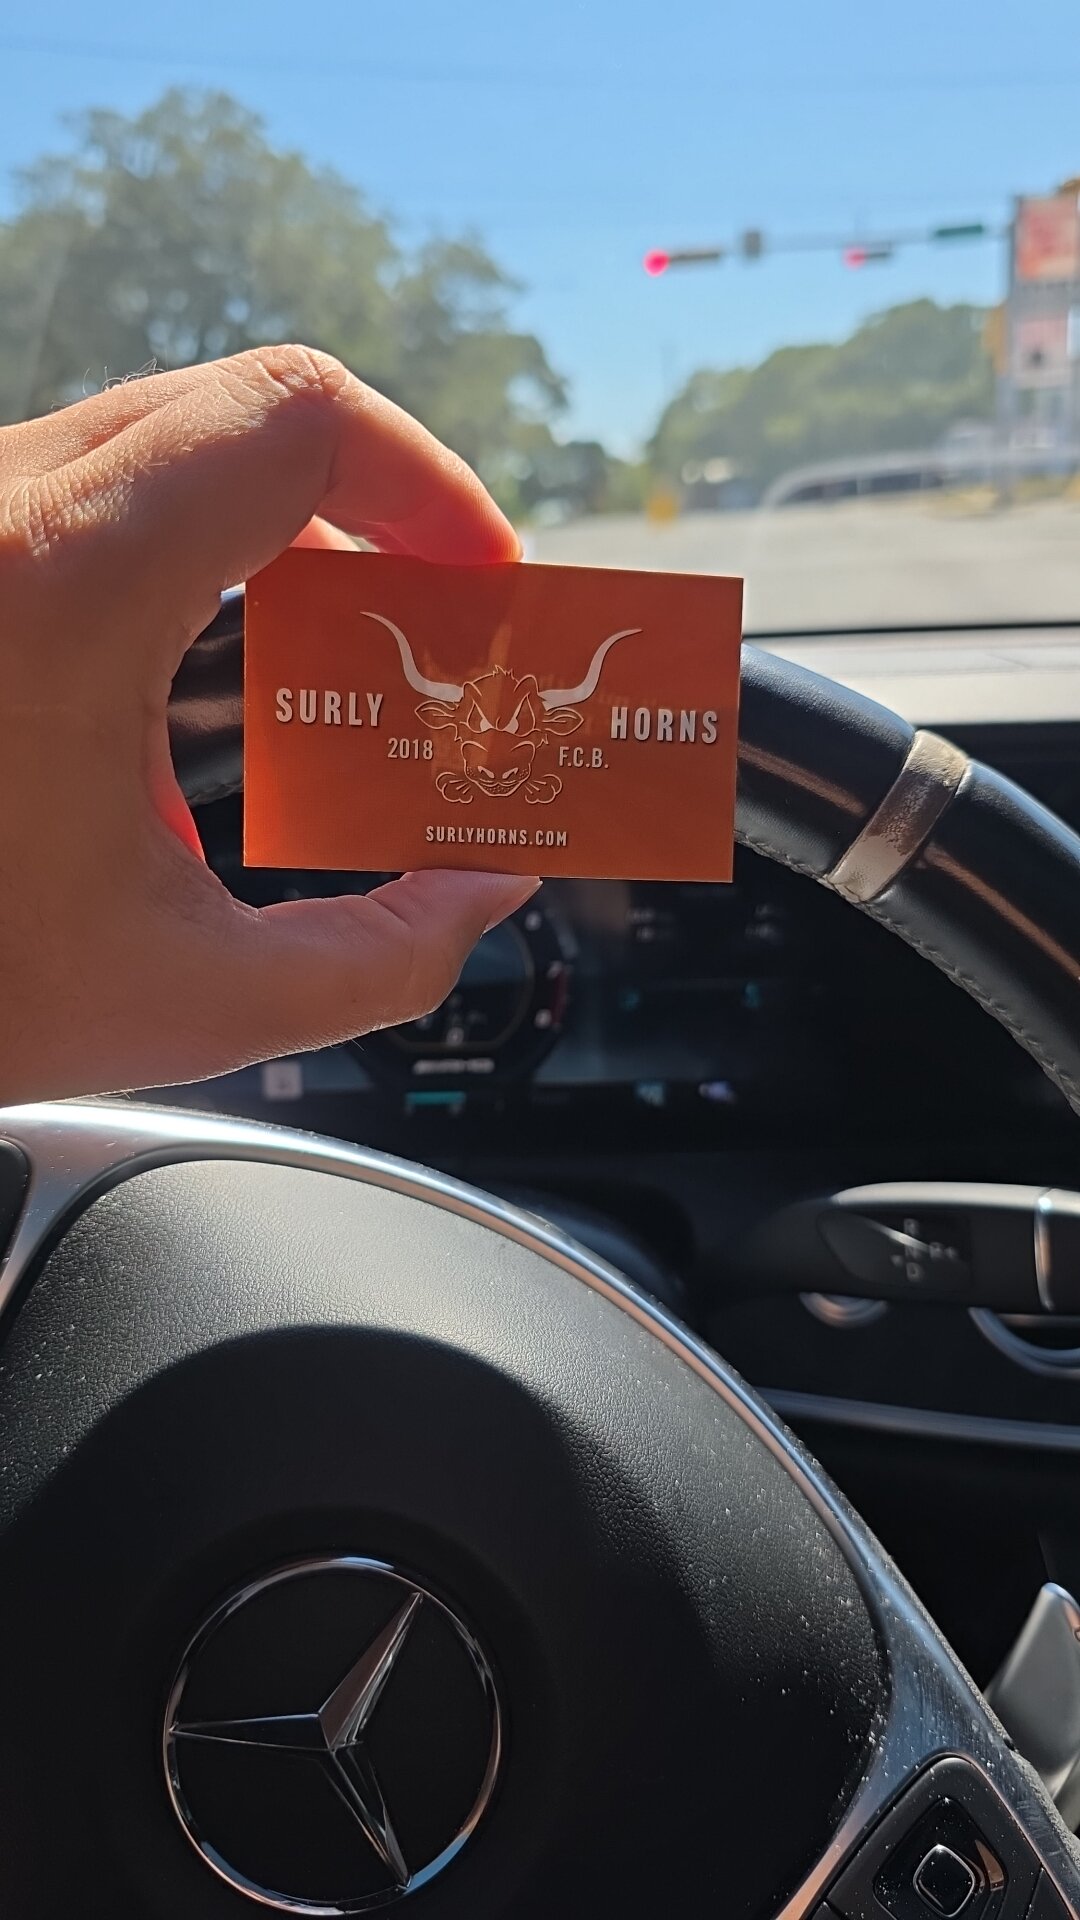 SURLY HORNS
2018 F.C.B.
SURLYHORNS.COM
R
N P
D